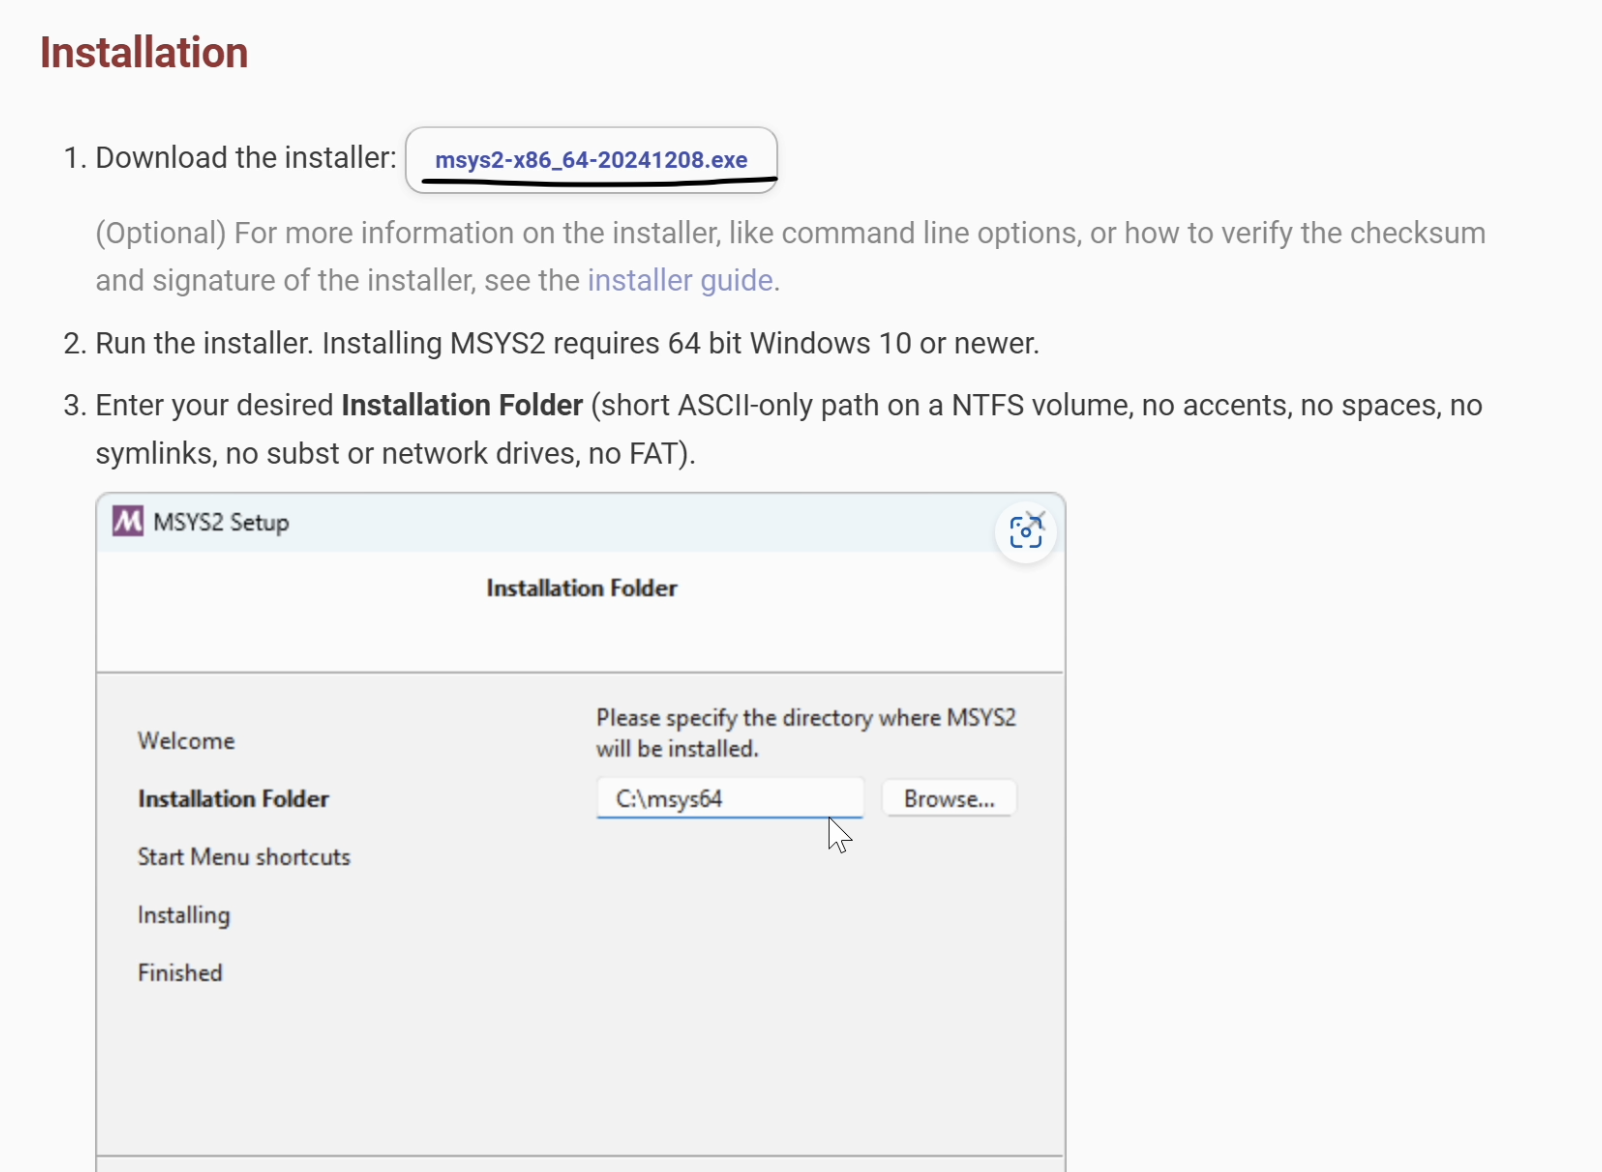 Installation
1. Download the installer: msys2-x86_64-20241208.exe
(Optional) For more information on the installer, like command line options, or how to verify the checksum
and signature of the installer, see the installer guide.
2. Run the installer. Installing MSYS2 requires 64 bit Windows 10 or newer.
3. Enter your desired Installation Folder (short ASCII-only path on a NTFS volume, no accents, no spaces, no
symlinks, no subst or network drives, no FAT).
M MSYS2 Setup
Installation Folder
Please specify the directory where MSYS2
will be installed.
C:\msys64 Browse...
Welcome
Installation Folder
Start Menu shortcuts
Installing
Finished